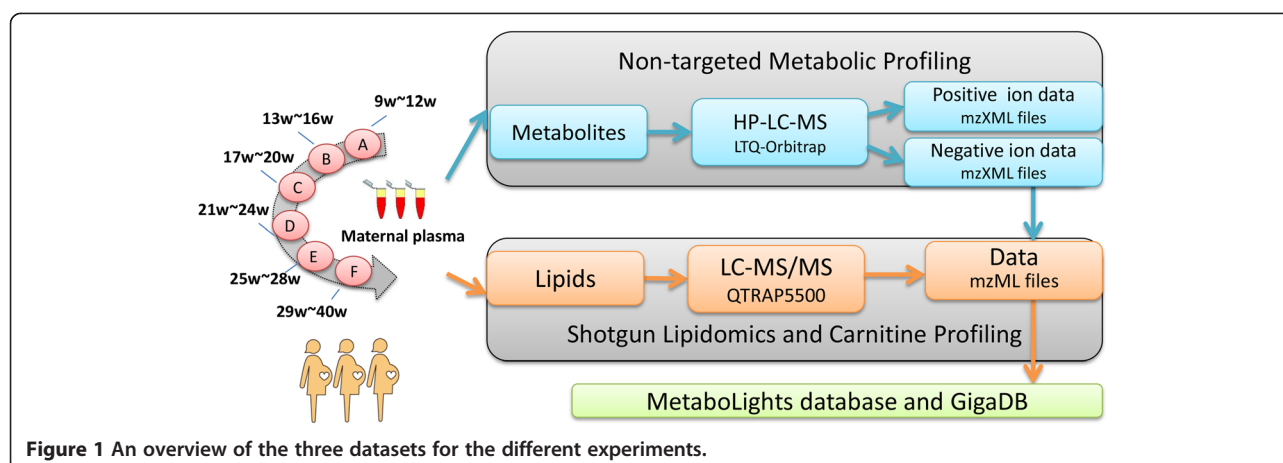 Non-targeted Metabolic Profiling
9w~12w
13w~16w
17w~20w
21w~24w
25w~28w
29w~40w
A
B
C
D
E
F
Maternal plasma
Metabolites
HP-LC-MS
LTQ-Orbitrap
Positive ion data
mzXML files
Negative ion data
mzXML files
Lipids
LC-MS/MS
QTRAP5500
Data
mzML files
Shotgun Lipidomics and Carnitine Profiling
MetaboLights database and GigaDB
Figure 1 An overview of the three datasets for the different experiments.